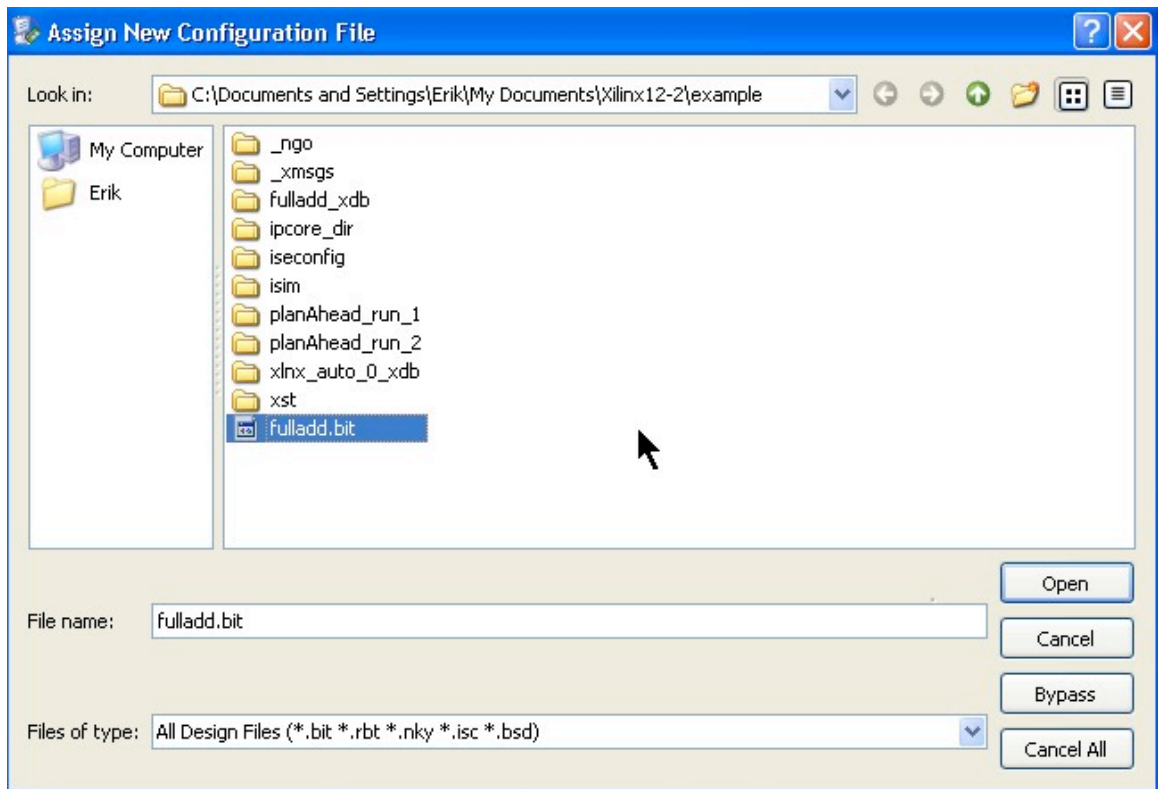 Assign New Configuration File
Look in: C:\Documents and Settings\Erik\My Documents\Xilinx12-2\example
My Computer
Erik
_ngo
_xmsgs
fulladd_xdb
ipcore_dir
iseconfig
isim
planAhead_run_1
planAhead_run_2
xlnx_auto_0_xdb
xst
fulladd.bit
Open
File name: fulladd.bit
Cancel
Bypass
Files of type: All Design Files (*.bit *.rbt *.nky *.isc *.bsd)
Cancel All